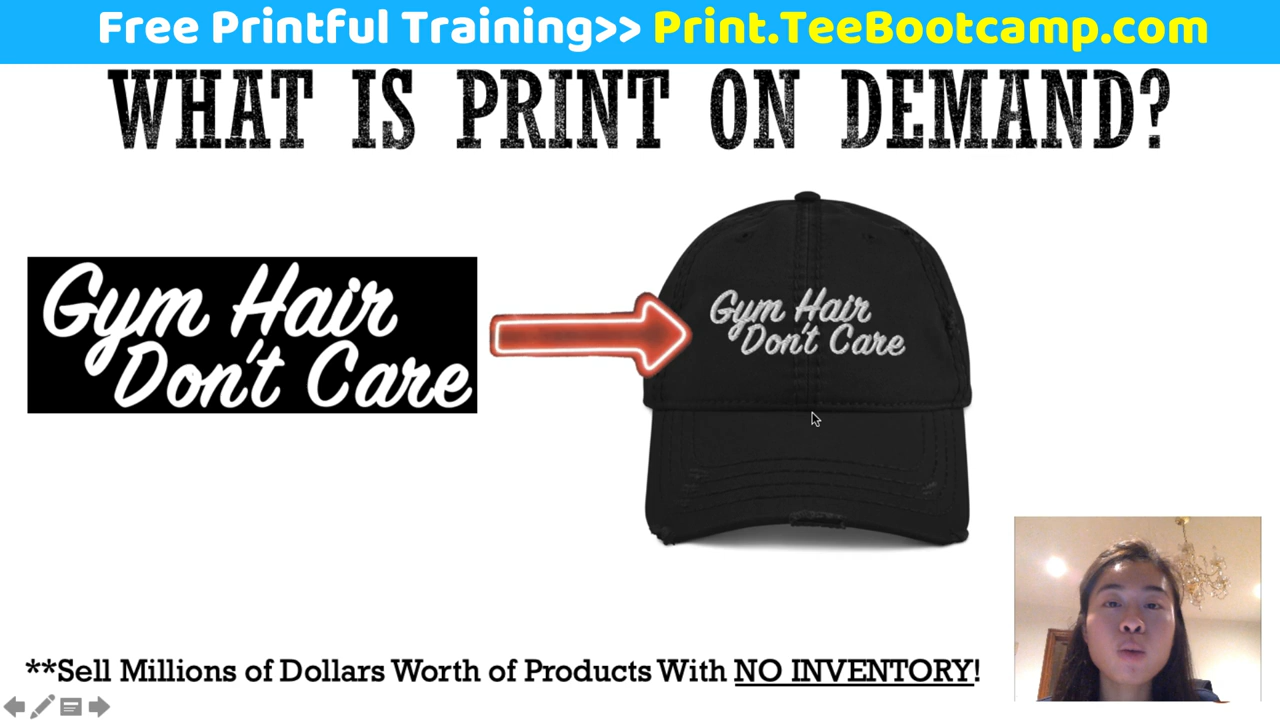 Free Printful Training>> Print.TeeBootcamp.com
WHAT IS PRINT ON DEMAND?
Gym Hair
Don't Care
Gym Hair
Don't Care
**Sell Millions of Dollars Worth of Products With NO INVENTORY!